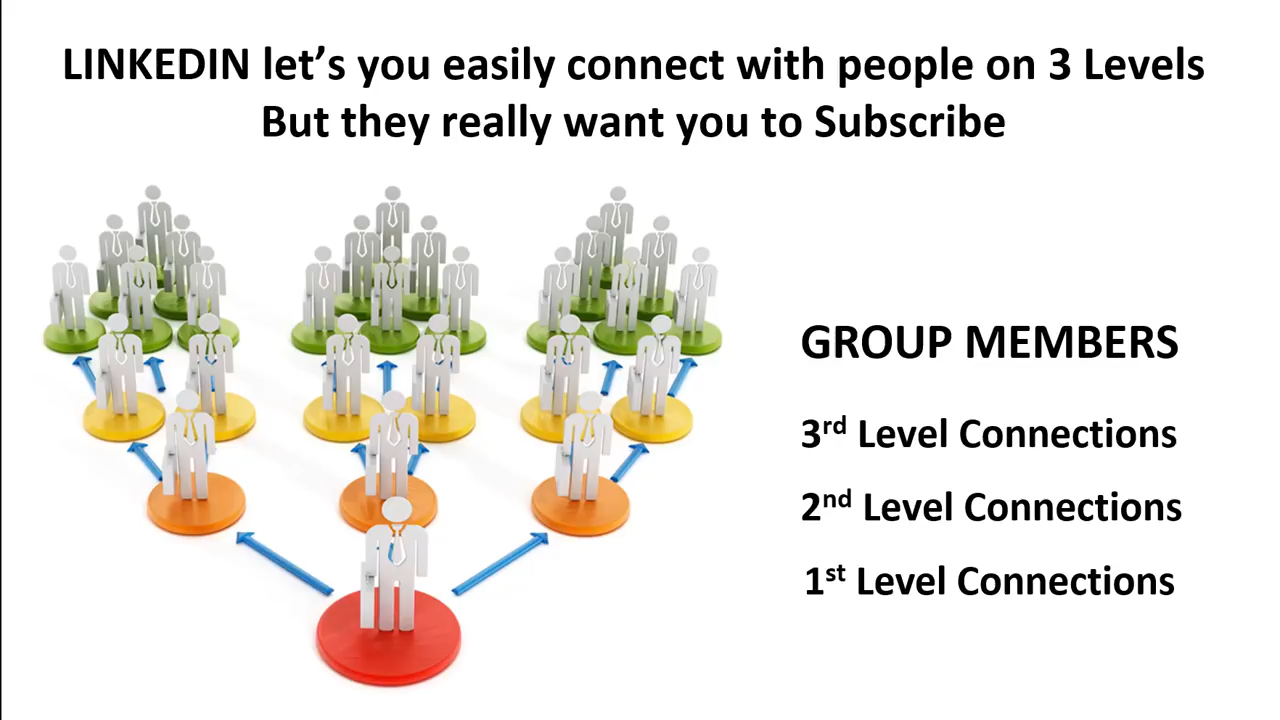 LINKEDIN let’s you easily connect with people on 3 Levels
But they really want you to Subscribe
GROUP MEMBERS
3rd Level Connections
2nd Level Connections
1st Level Connections